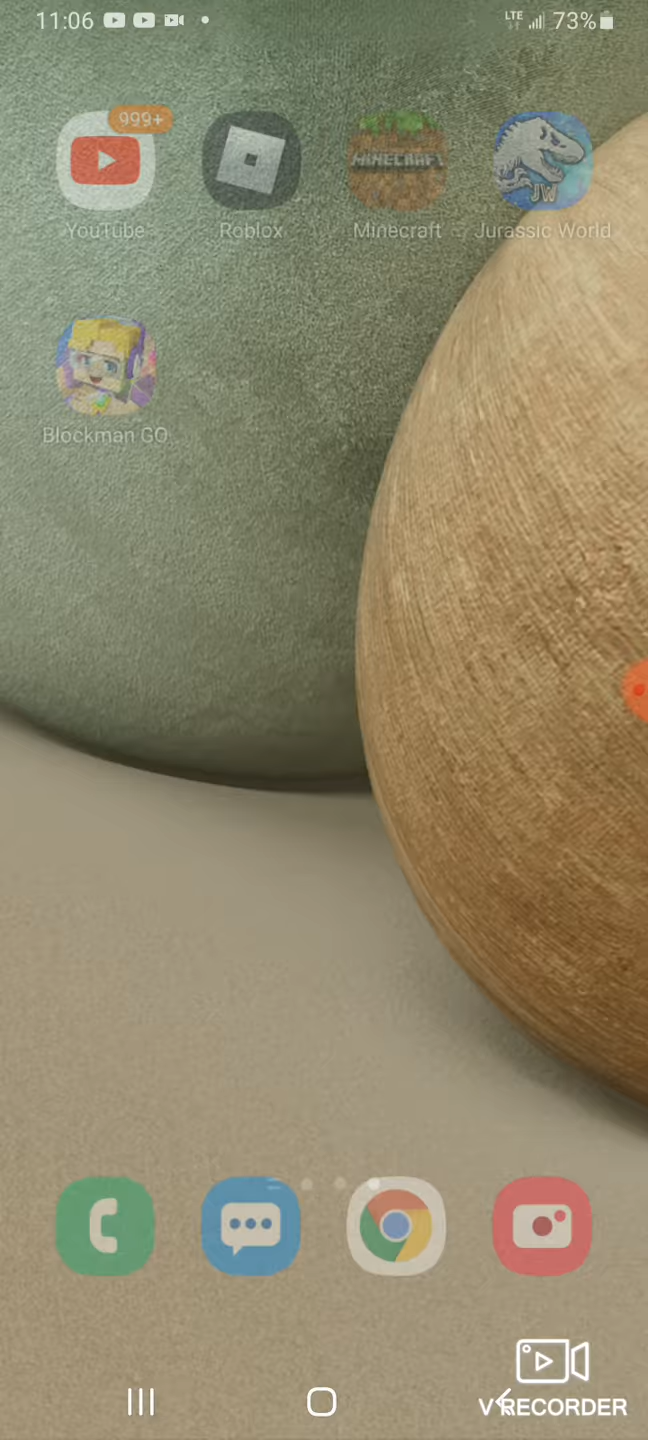 11:06 LTE 73%
999+
MINECRAFT
JW
YouTube Roblox Minecraft Jurassic World
Blockman GO
V RECORDER